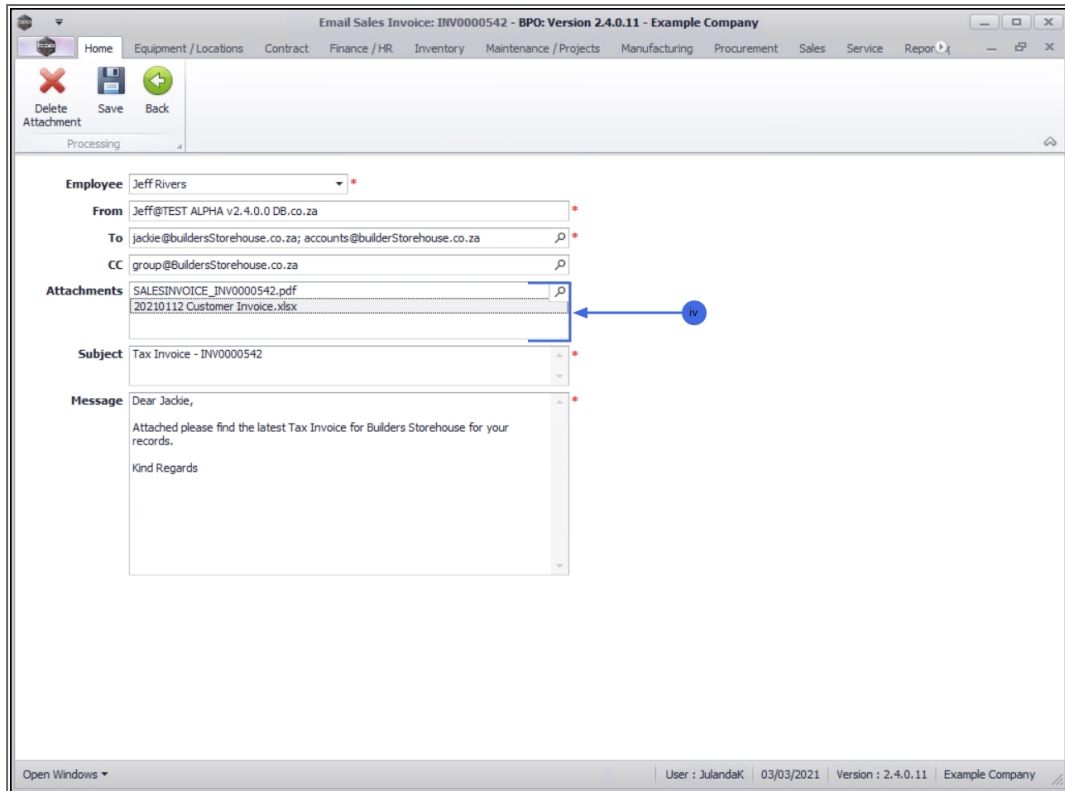 Email Sales Invoice: INV0000542 - BPO: Version 2.4.0.11 - Example Company
Home Equipment / Locations Contract Finance / HR Inventory Maintenance / Projects Manufacturing Procurement Sales Service Repor
Delete Attachment Save Back
Processing
Employee Jeff Rivers *
From Jeff@TEST ALPHA v2.4.0.0 DB.co.za *
To jackie@buildersStorehouse.co.za; accounts@builderStorehouse.co.za *
CC group@BuildersStorehouse.co.za
Attachments SALESINVOICE_INV0000542.pdf
20210112 Customer Invoice.xlsx
iv
Subject Tax Invoice - INV0000542 *
Message Dear Jackie, *
Attached please find the latest Tax Invoice for Builders Storehouse for your
records.
Kind Regards
Open Windows User : JulandaK 03/03/2021 Version : 2.4.0.11 Example Company